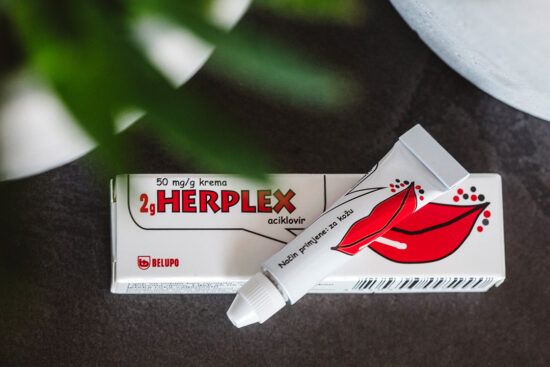 50 mg/g krema
2g HERPLEX
aciklovir
BELUPO
Način primjene: za kožu